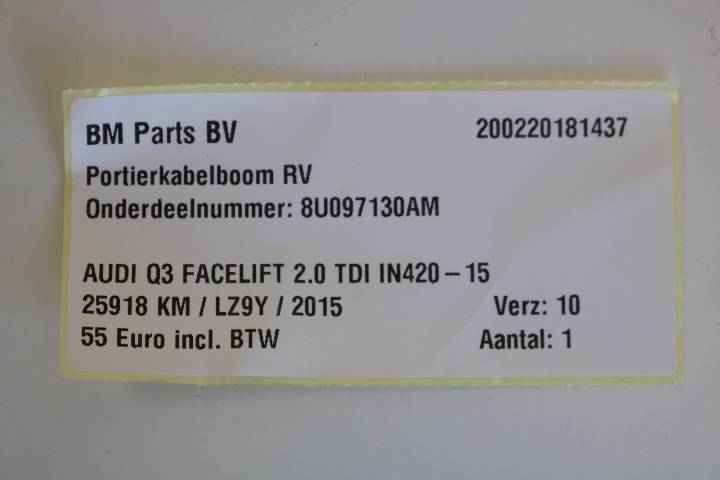 BM Parts BV 200220181437
Portierkabelboom RV
Onderdeelnummer: 8U097130AM
AUDI Q3 FACELIFT 2.0 TDI IN420 – 15
25918 KM / LZ9Y / 2015 Verz: 10
55 Euro incl. BTW Aantal: 1